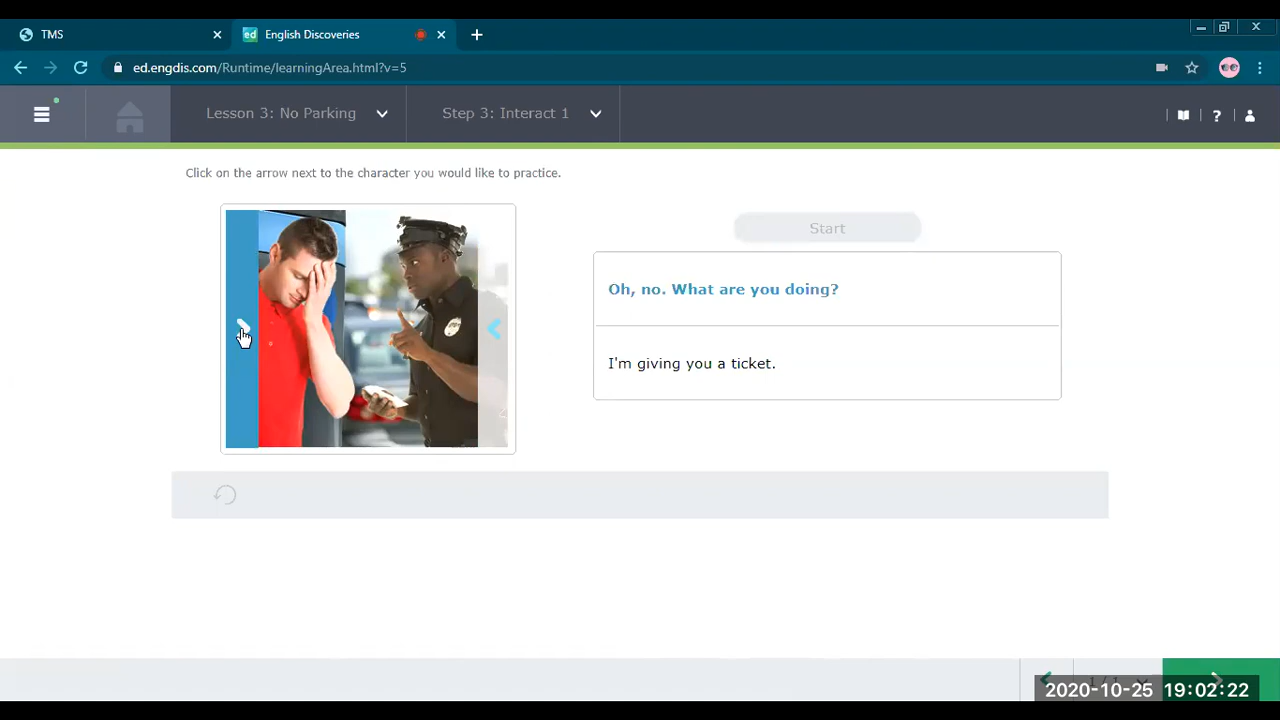 TMS
ed English Discoveries
ed.engdis.com/Runtime/learningArea.html?v=5
Lesson 3: No Parking
Step 3: Interact 1
?
Click on the arrow next to the character you would like to practice.
Start
Oh, no. What are you doing?
I'm giving you a ticket.
2020-10-25 19:02:22